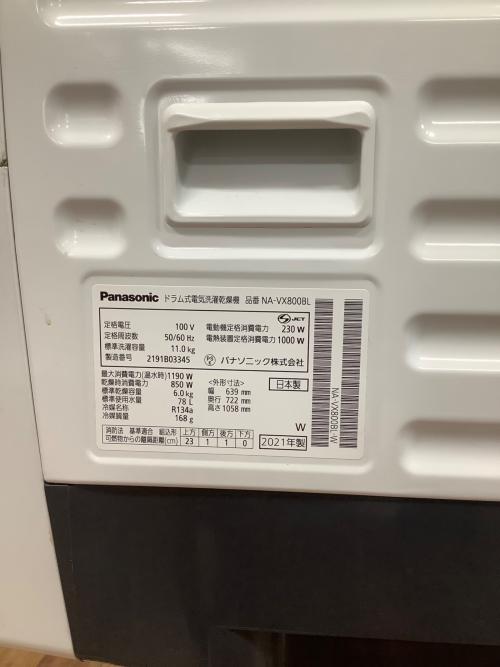 Panasonic ドラム式電気洗濯乾燥機 品番 NA-VX800BL
定格電圧 100 V
定格周波数 50/60 Hz
標準洗濯容量 11.0kg
製造番号 2191B03345
JET
電動機定格消費電力 230 W
電熱装置定格消費電力 1000 W
パナソニック株式会社
最大消費電力(温水時) 1190 W
乾燥時消費電力 850 W
標準乾燥容量 6.0kg
標準使用水量 78 L
冷媒名称 R134a
冷媒質量 168g
<外形寸法>
幅 639 mm
奥行 722 mm
高さ 1058 mm
日本製
W
消防法 基準適合 組込形 上方 側方 後方 下方
可燃物からの離隔距離(cm) 23 1 1 0
2021年製
NA-VX800BL-W